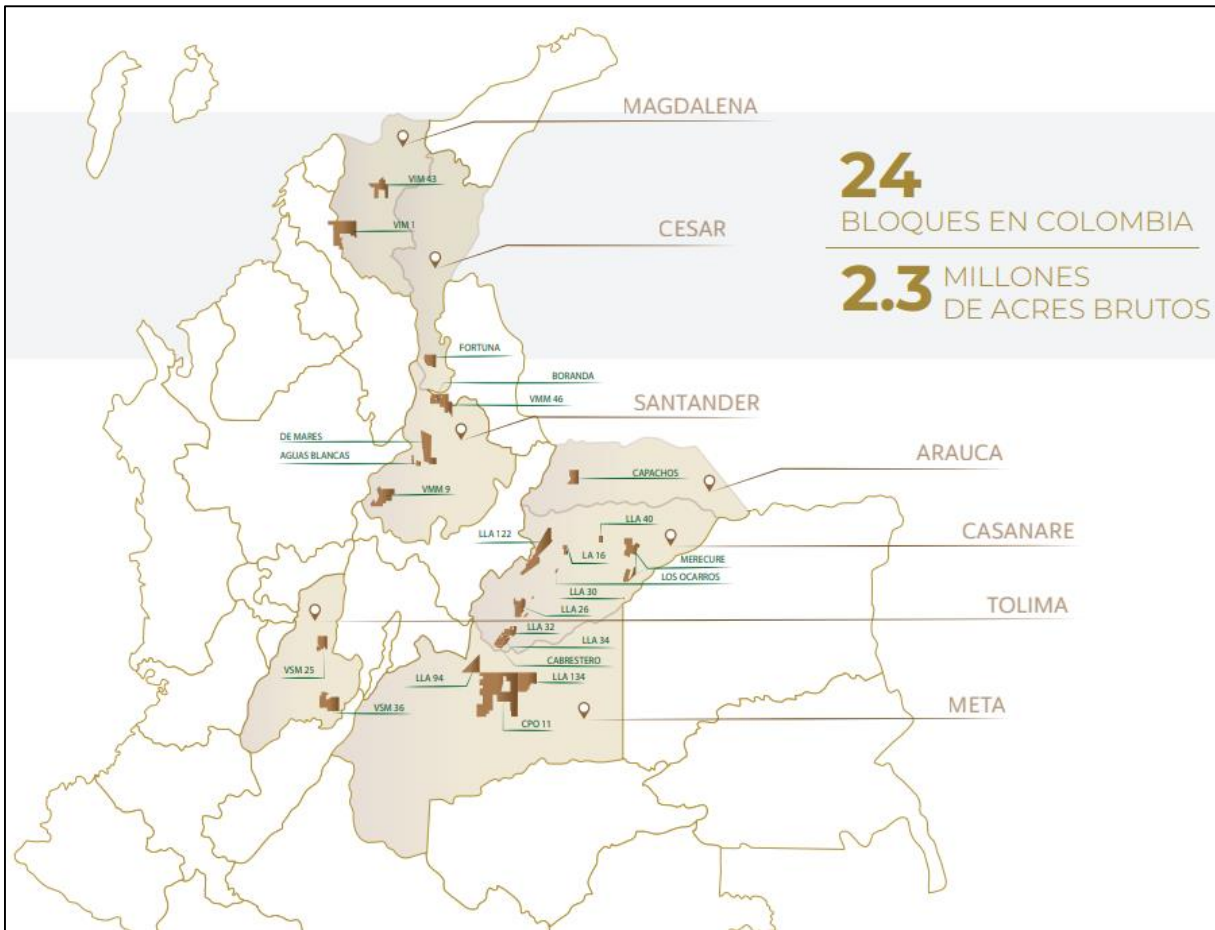 MAGDALENA
24
BLOQUES EN COLOMBIA
2.3 MILLONES
DE ACRES BRUTOS
VIM 43
VIM 1
CESAR
FORTUNA
BORANDA
VMM 46
SANTANDER
DE MARES
AGUAS BLANCAS
VMM 9
ARAUCA
CAPACHOS
LLA 40
LLA 122
CASANARE
LA 16
MERECURE
LOS OCARROS
LLA 30
LLA 26
TOLIMA
LLA 32
LLA 34
CABRESTERO
VSM 25
LLA 94
LLA 134
VSM 36
CPO 11
META